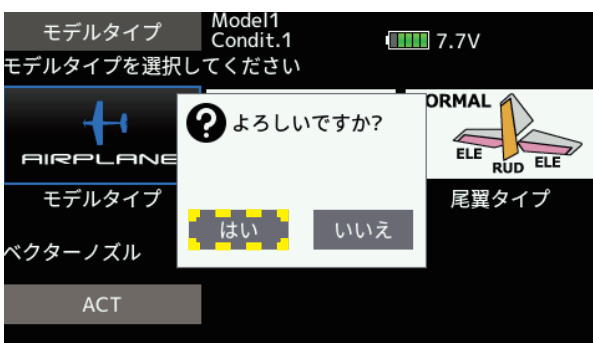 モデルタイプ
Model1
Condit.1
7.7V
モデルタイプを選択してください
AIRPLANE
モデルタイプ
?
よろしいですか?
はい
いいえ
ORMAL
ELE
RUD
ELE
尾翼タイプ
ベクターノズル
ACT